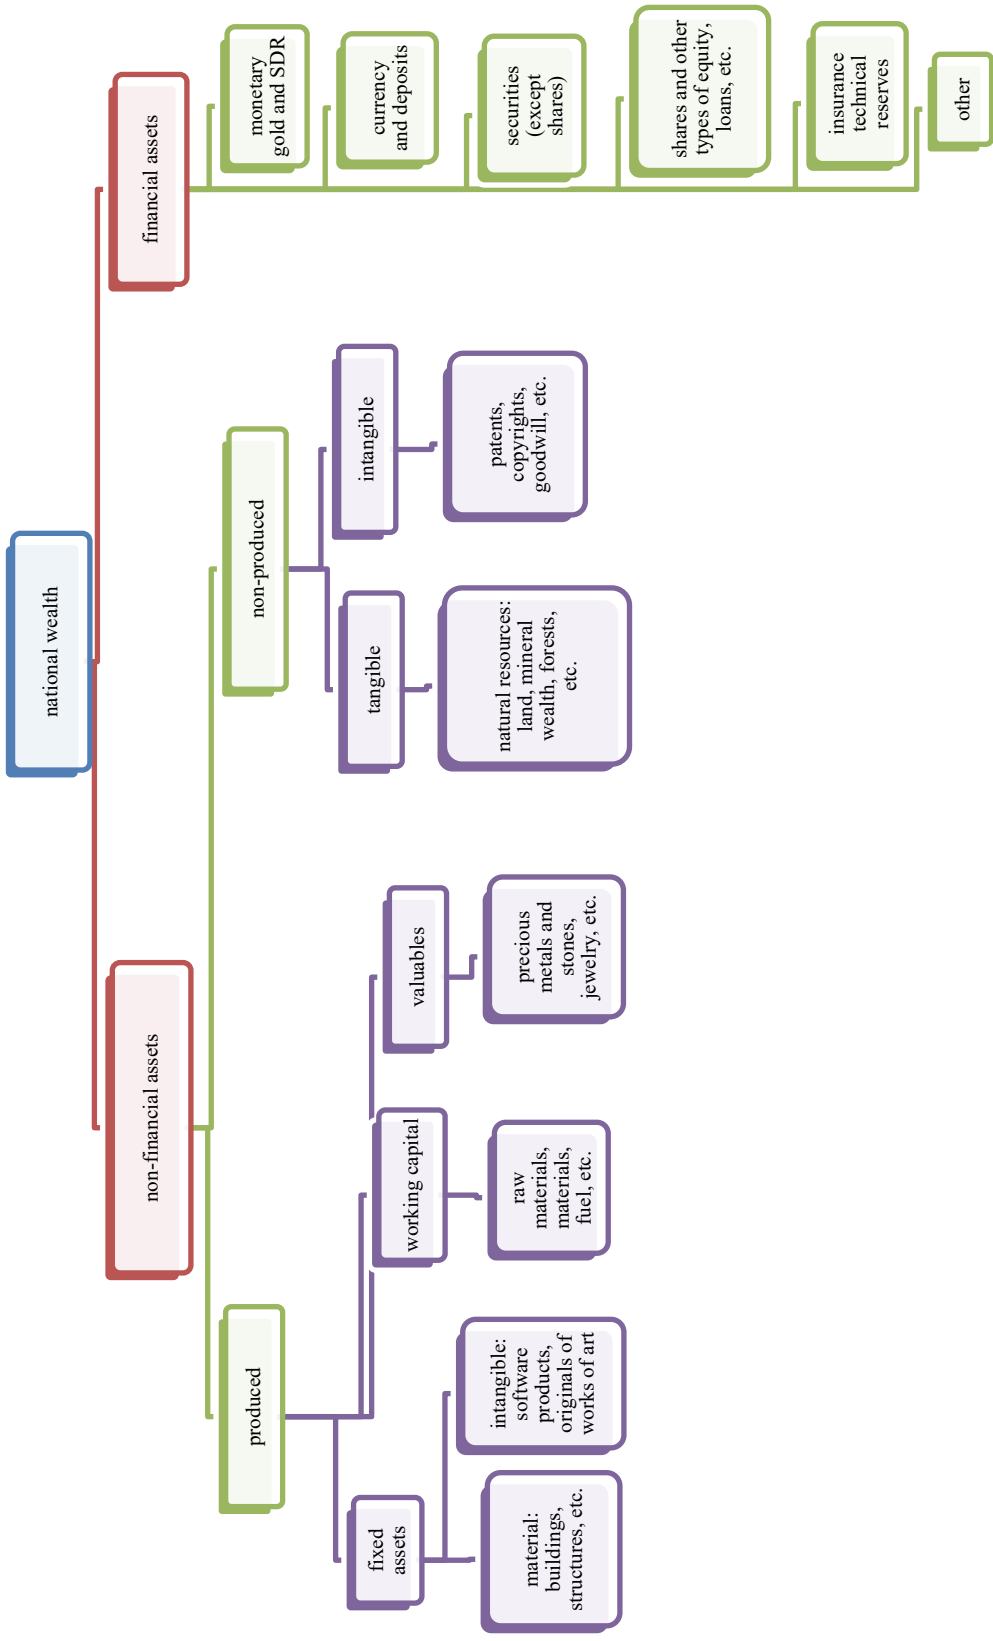 national wealth
non-financial assets
financial assets
produced
non-produced
fixed
assets
working capital
valuables
tangible
intangible
material:
buildings,
structures, etc.
intangible:
software
products,
originals of
works of art
raw
materials,
materials,
fuel, etc.
precious
metals and
stones,
jewelry, etc.
natural resources:
land, mineral
wealth, forests,
etc.
patents,
copyrights,
goodwill, etc.
monetary
gold and SDR
currency
and deposits
securities
(except
shares)
shares and other
types of equity,
loans, etc.
insurance
technical
reserves
other